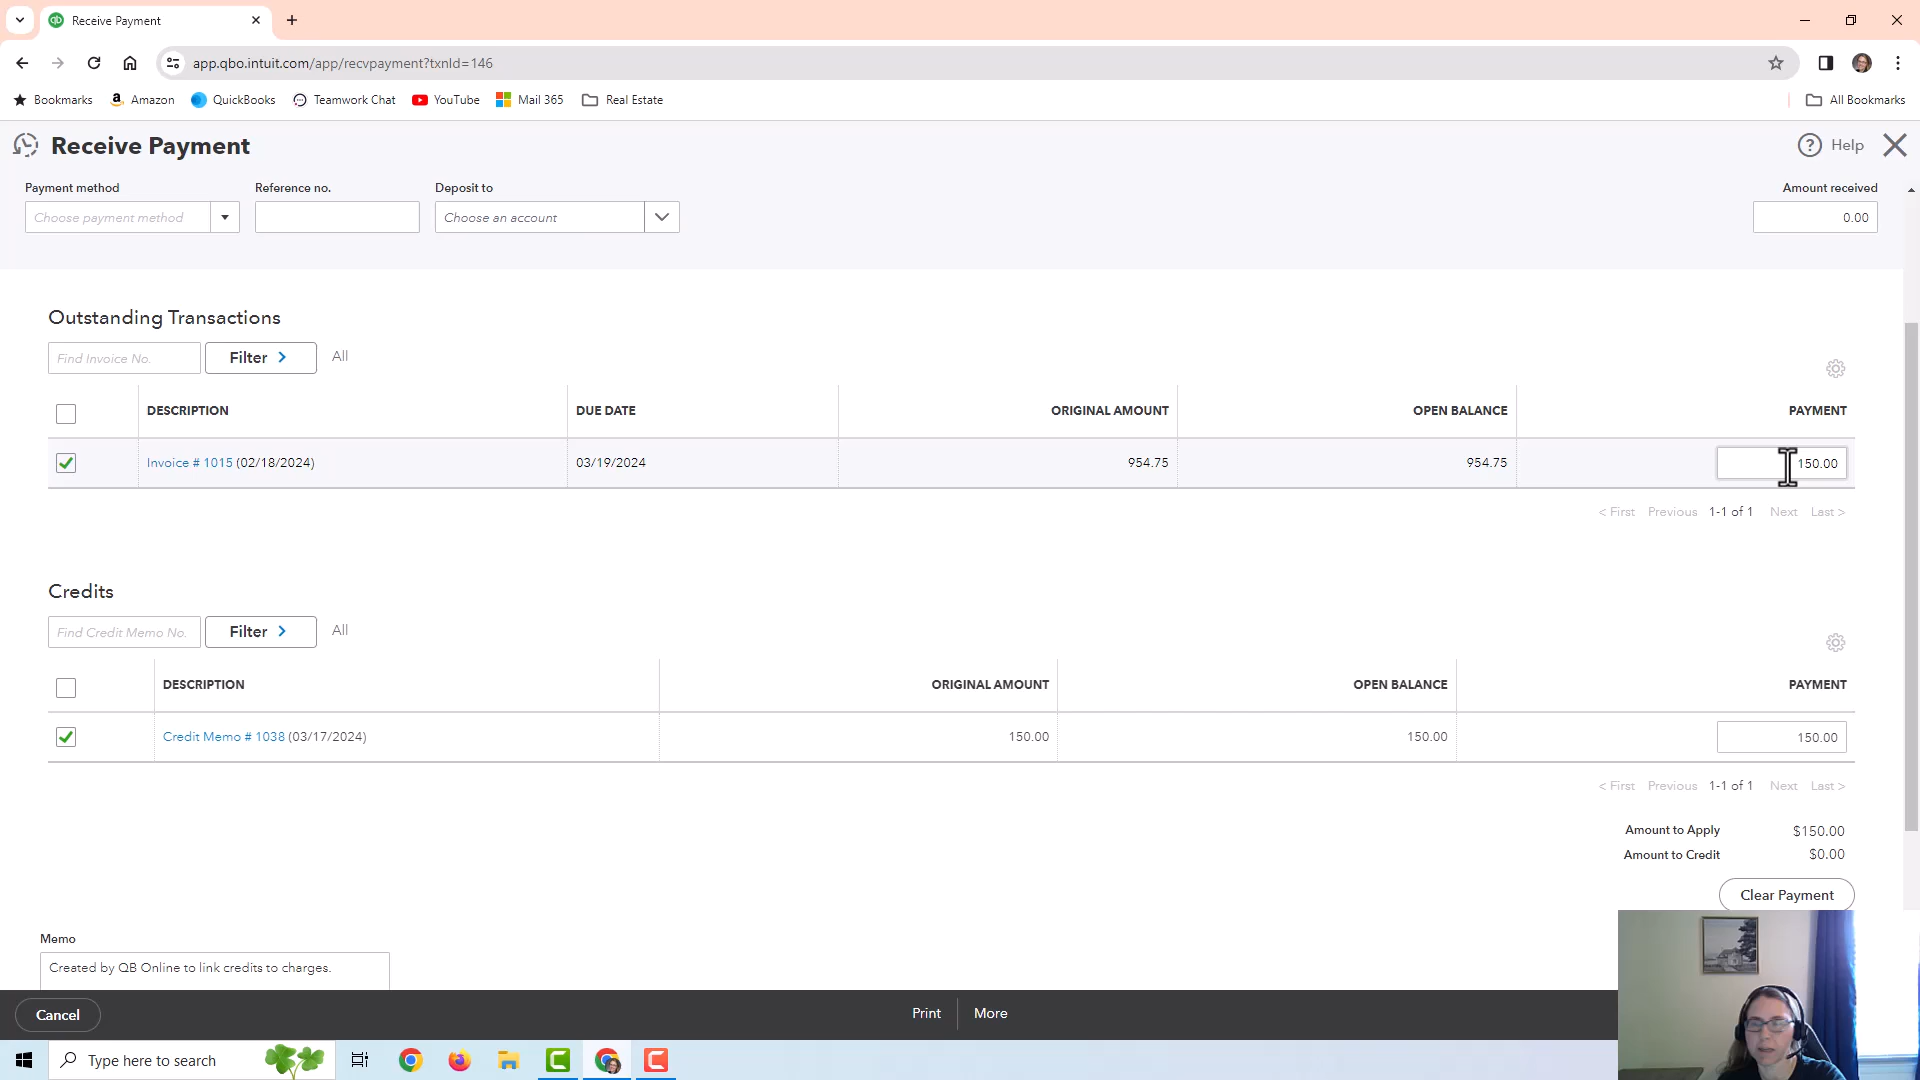 Receive Payment
app.qbo.intuit.com/app/recvpayment?txnId=146
Bookmarks Amazon QuickBooks Teamwork Chat YouTube Mail 365 Real Estate All Bookmarks
Receive Payment Help
Payment method Reference no. Deposit to Amount received
Choose payment method Choose an account 0.00
Outstanding Transactions
Find Invoice No. Filter All
DESCRIPTION DUE DATE ORIGINAL AMOUNT OPEN BALANCE PAYMENT
Invoice # 1015 (02/18/2024) 03/19/2024 954.75 954.75 150.00
< First Previous 1-1 of 1 Next Last >
Credits
Find Credit Memo No. Filter All
DESCRIPTION ORIGINAL AMOUNT OPEN BALANCE PAYMENT
Credit Memo # 1038 (03/17/2024) 150.00 150.00 150.00
< First Previous 1-1 of 1 Next Last >
Amount to Apply $150.00
Amount to Credit $0.00
Clear Payment
Memo
Created by QB Online to link credits to charges.
Cancel Print More
Type here to search